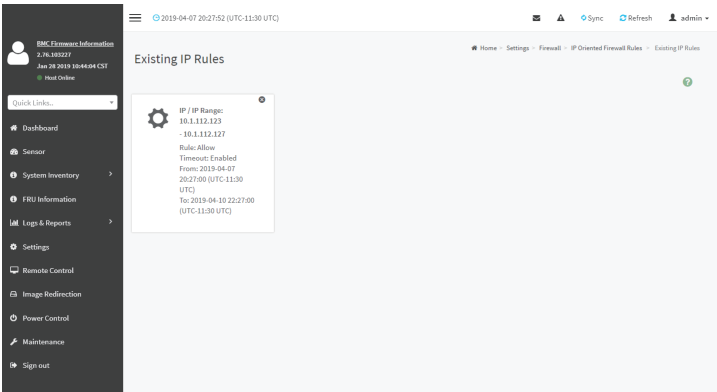 2019-04-07 20:27:52 (UTC-11:30 UTC)
Sync
Refresh
admin
BMC Firmware Information
2.76.103227
Jan 28 2019 10:44:04 CST
Host Online
Quick Links..
Dashboard
Sensor
System Inventory
FRU Information
Logs & Reports
Settings
Remote Control
Image Redirection
Power Control
Maintenance
Sign out
Existing IP Rules
Home > Settings > Firewall > IP Oriented Firewall Rules > Existing IP Rules
IP / IP Range:
10.1.112.123
- 10.1.112.127
Rule: Allow
Timeout: Enabled
From: 2019-04-07
20:27:00 (UTC-11:30
UTC)
To: 2019-04-10 22:27:00
(UTC-11:30 UTC)